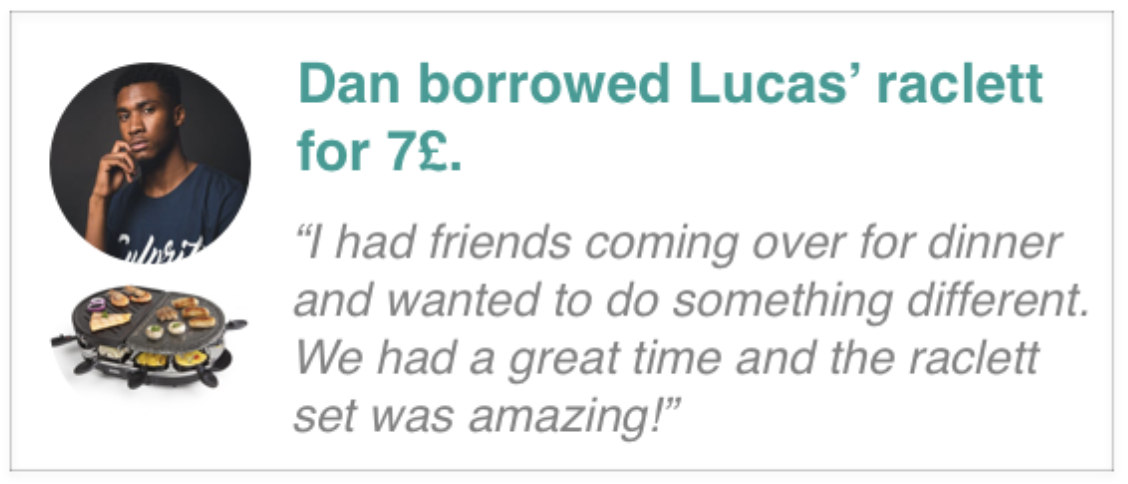 Dan borrowed Lucas’ raclett
for 7£.
“I had friends coming over for dinner
and wanted to do something different.
We had a great time and the raclett
set was amazing!”